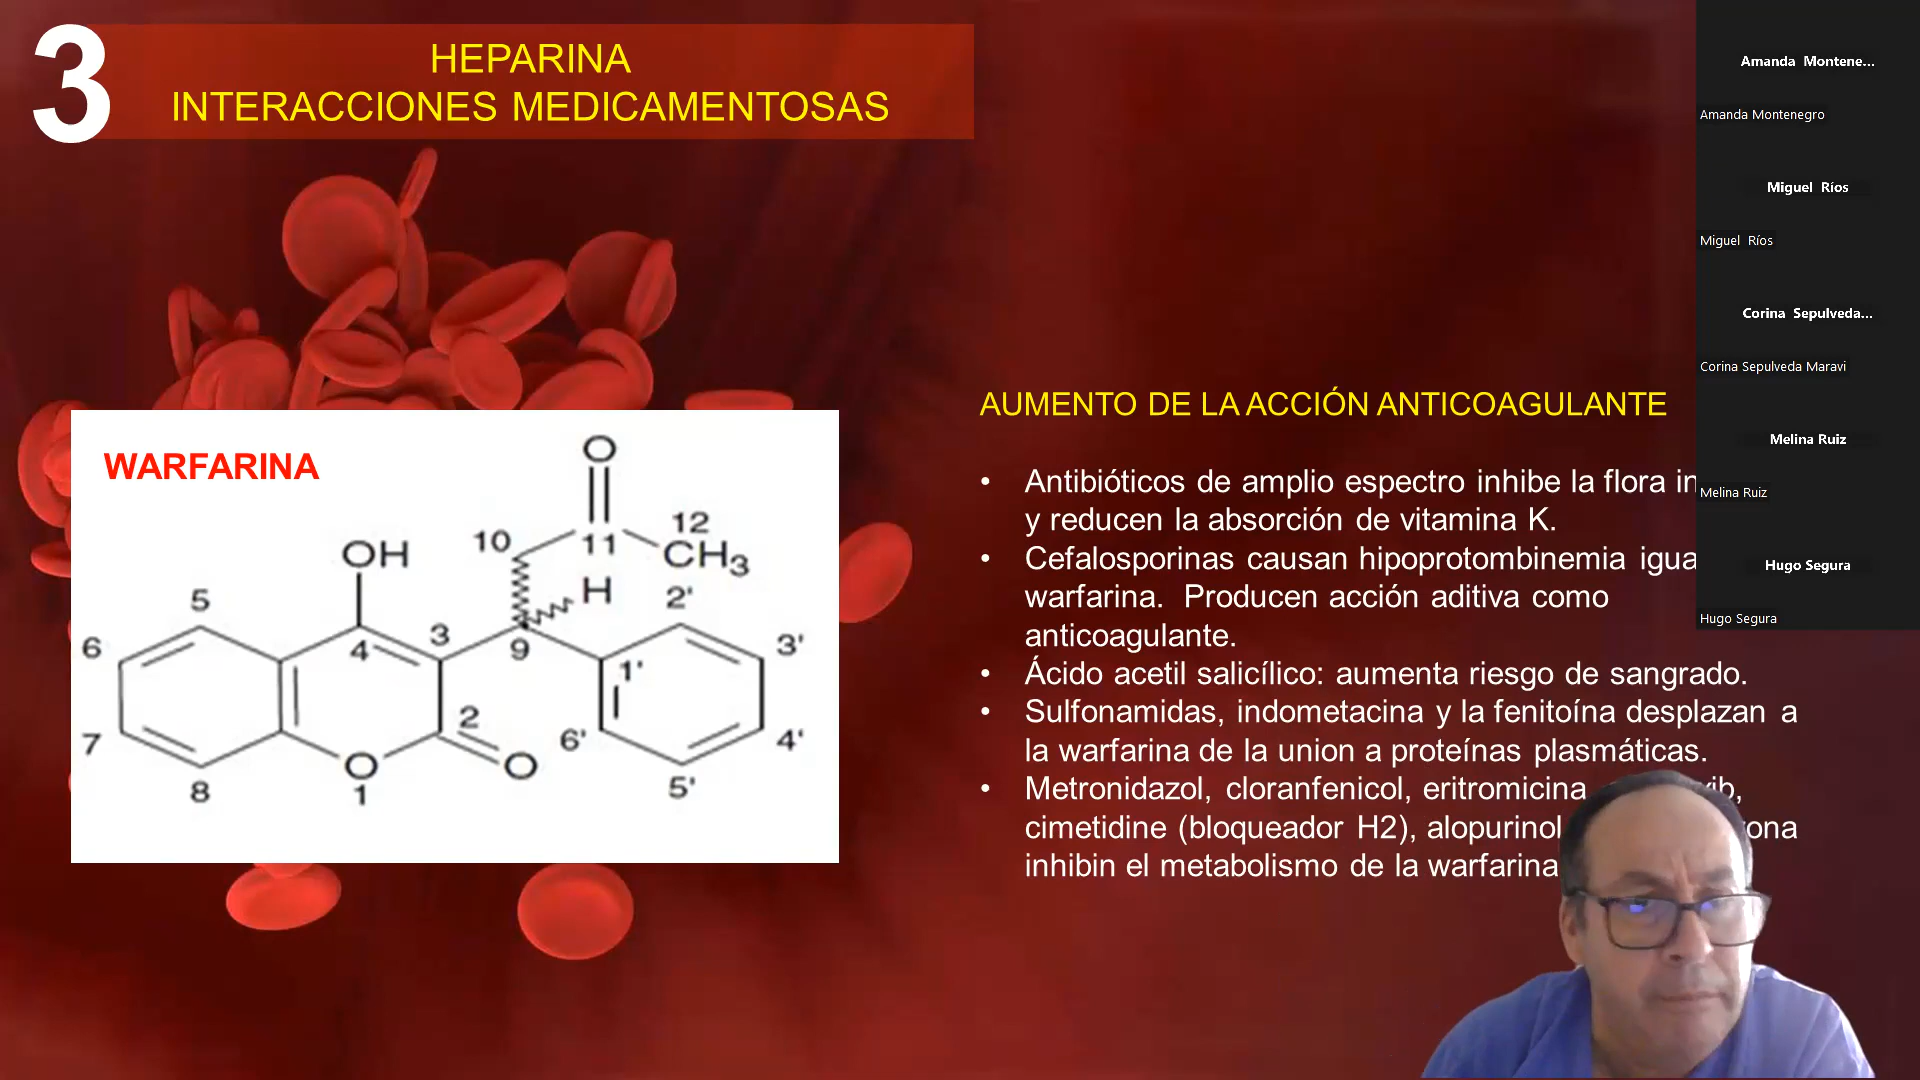 3
HEPARINA
INTERACCIONES MEDICAMENTOSAS
WARFARINA
O
10
11
12
CH3
OH
H
5
2'
6
4
3
9
1'
3'
7
2
6'
4'
8
O
1
O
5'
AUMENTO DE LA ACCIÓN ANTICOAGULANTE
• Antibióticos de amplio espectro inhibe la flora
y reducen la absorción de vitamina K.
• Cefalosporinas causan hipoprotombinemia
warfarina. Producen acción aditiva como
anticoagulante.
• Ácido acetil salicílico: aumenta riesgo de sangrado.
• Sulfonamidas, indometacina y la fenitoína desplazan a
la warfarina de la union a proteínas plasmáticas.
• Metronidazol, cloranfenicol, eritromicina
cimetidine (bloqueador H2), alopurinol
inhibin el metabolismo de la warfarina
Amanda Montene...
Amanda Montenegro
Miguel Ríos
Miguel Ríos
Corina Sepulveda...
Corina Sepulveda Maravi
Melina Ruiz
Melina Ruiz
Hugo Segura
Hugo Segura